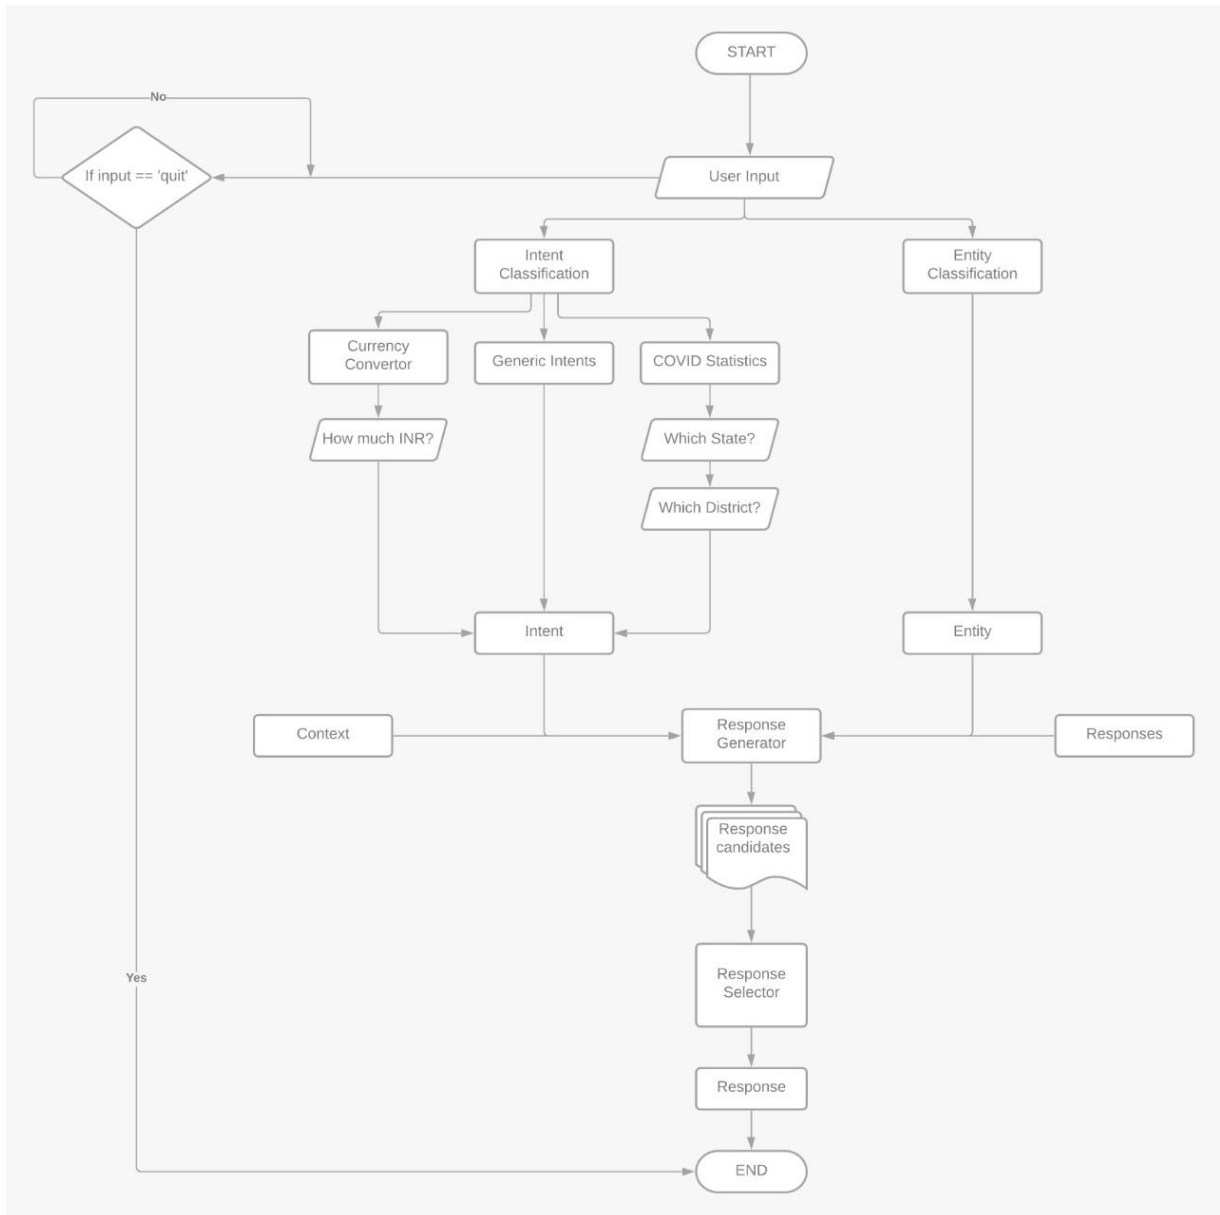 START
No
If input == 'quit'
User Input
Intent
Classification
Entity
Classification
Currency
Convertor
Generic Intents
COVID Statistics
How much INR?
Which State?
Which District?
Intent
Entity
Context
Response
Generator
Responses
Response
candidates
Yes
Response
Selector
Response
END